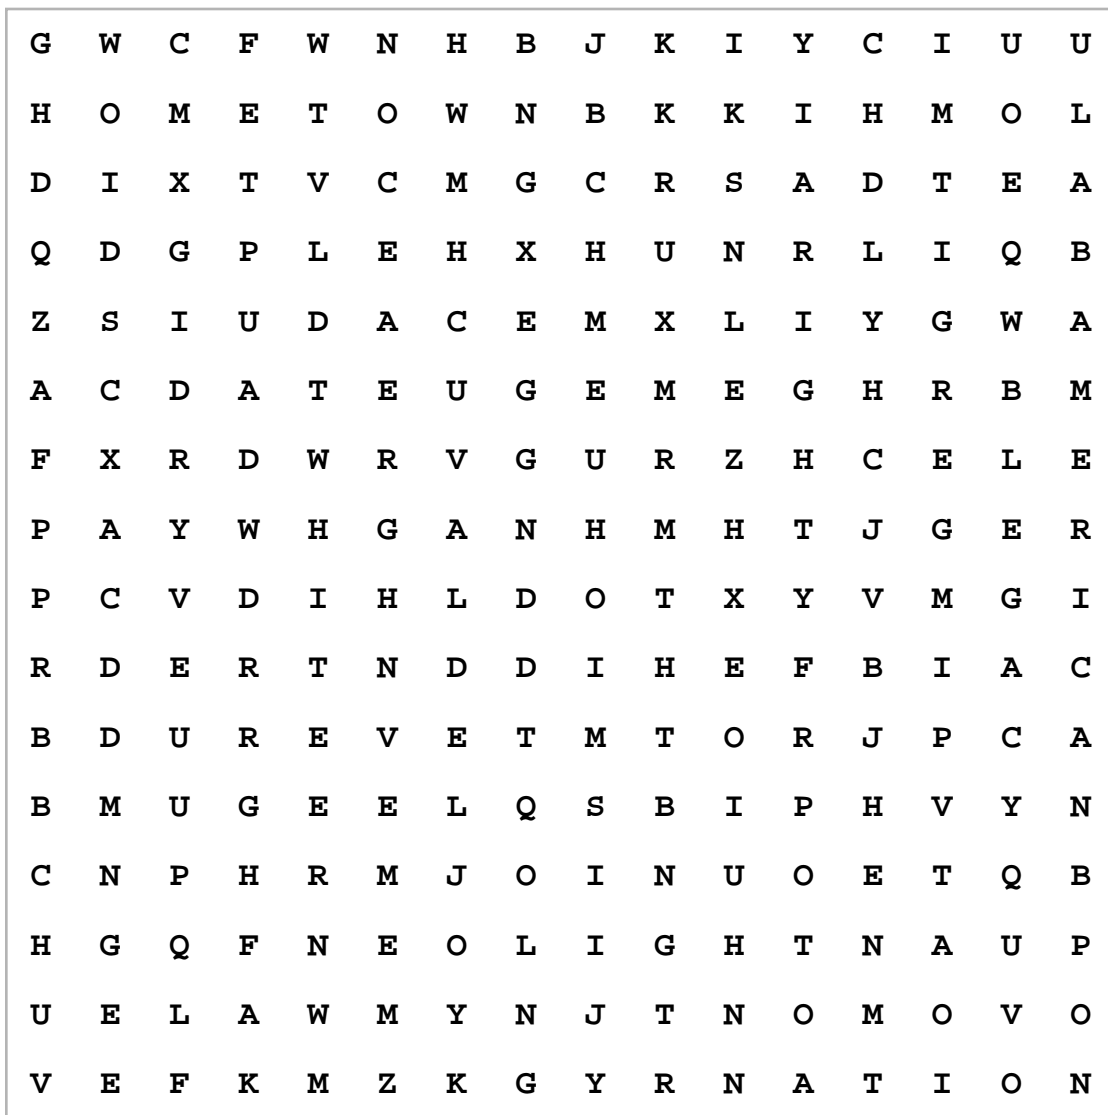 G W C F W N H B J K I Y C I U U
H O M E T O W N B K K I H M O L
D I X T V C M G C R S A D T E A
Q D G P L E H X H U N R L I Q B
Z S I U D A C E M X L I Y G W A
A C D A T E U G E M E G H R B M
F X R D W R V G U R Z H C E L E
P A Y W H G A N H M H T J G E R
P C V D I H L D O T X Y V M G I
R D E R T N D D I H E F B I A C
B D U R E V E T M T O R J P C A
B M U G E E L Q S B I P H V Y N
C N P H R M J O I N U O E T Q B
H G Q F N E O L I G H T N A U P
U E L A W M Y N J T N O M O V O
V E F K M Z K G Y R N A T I O N